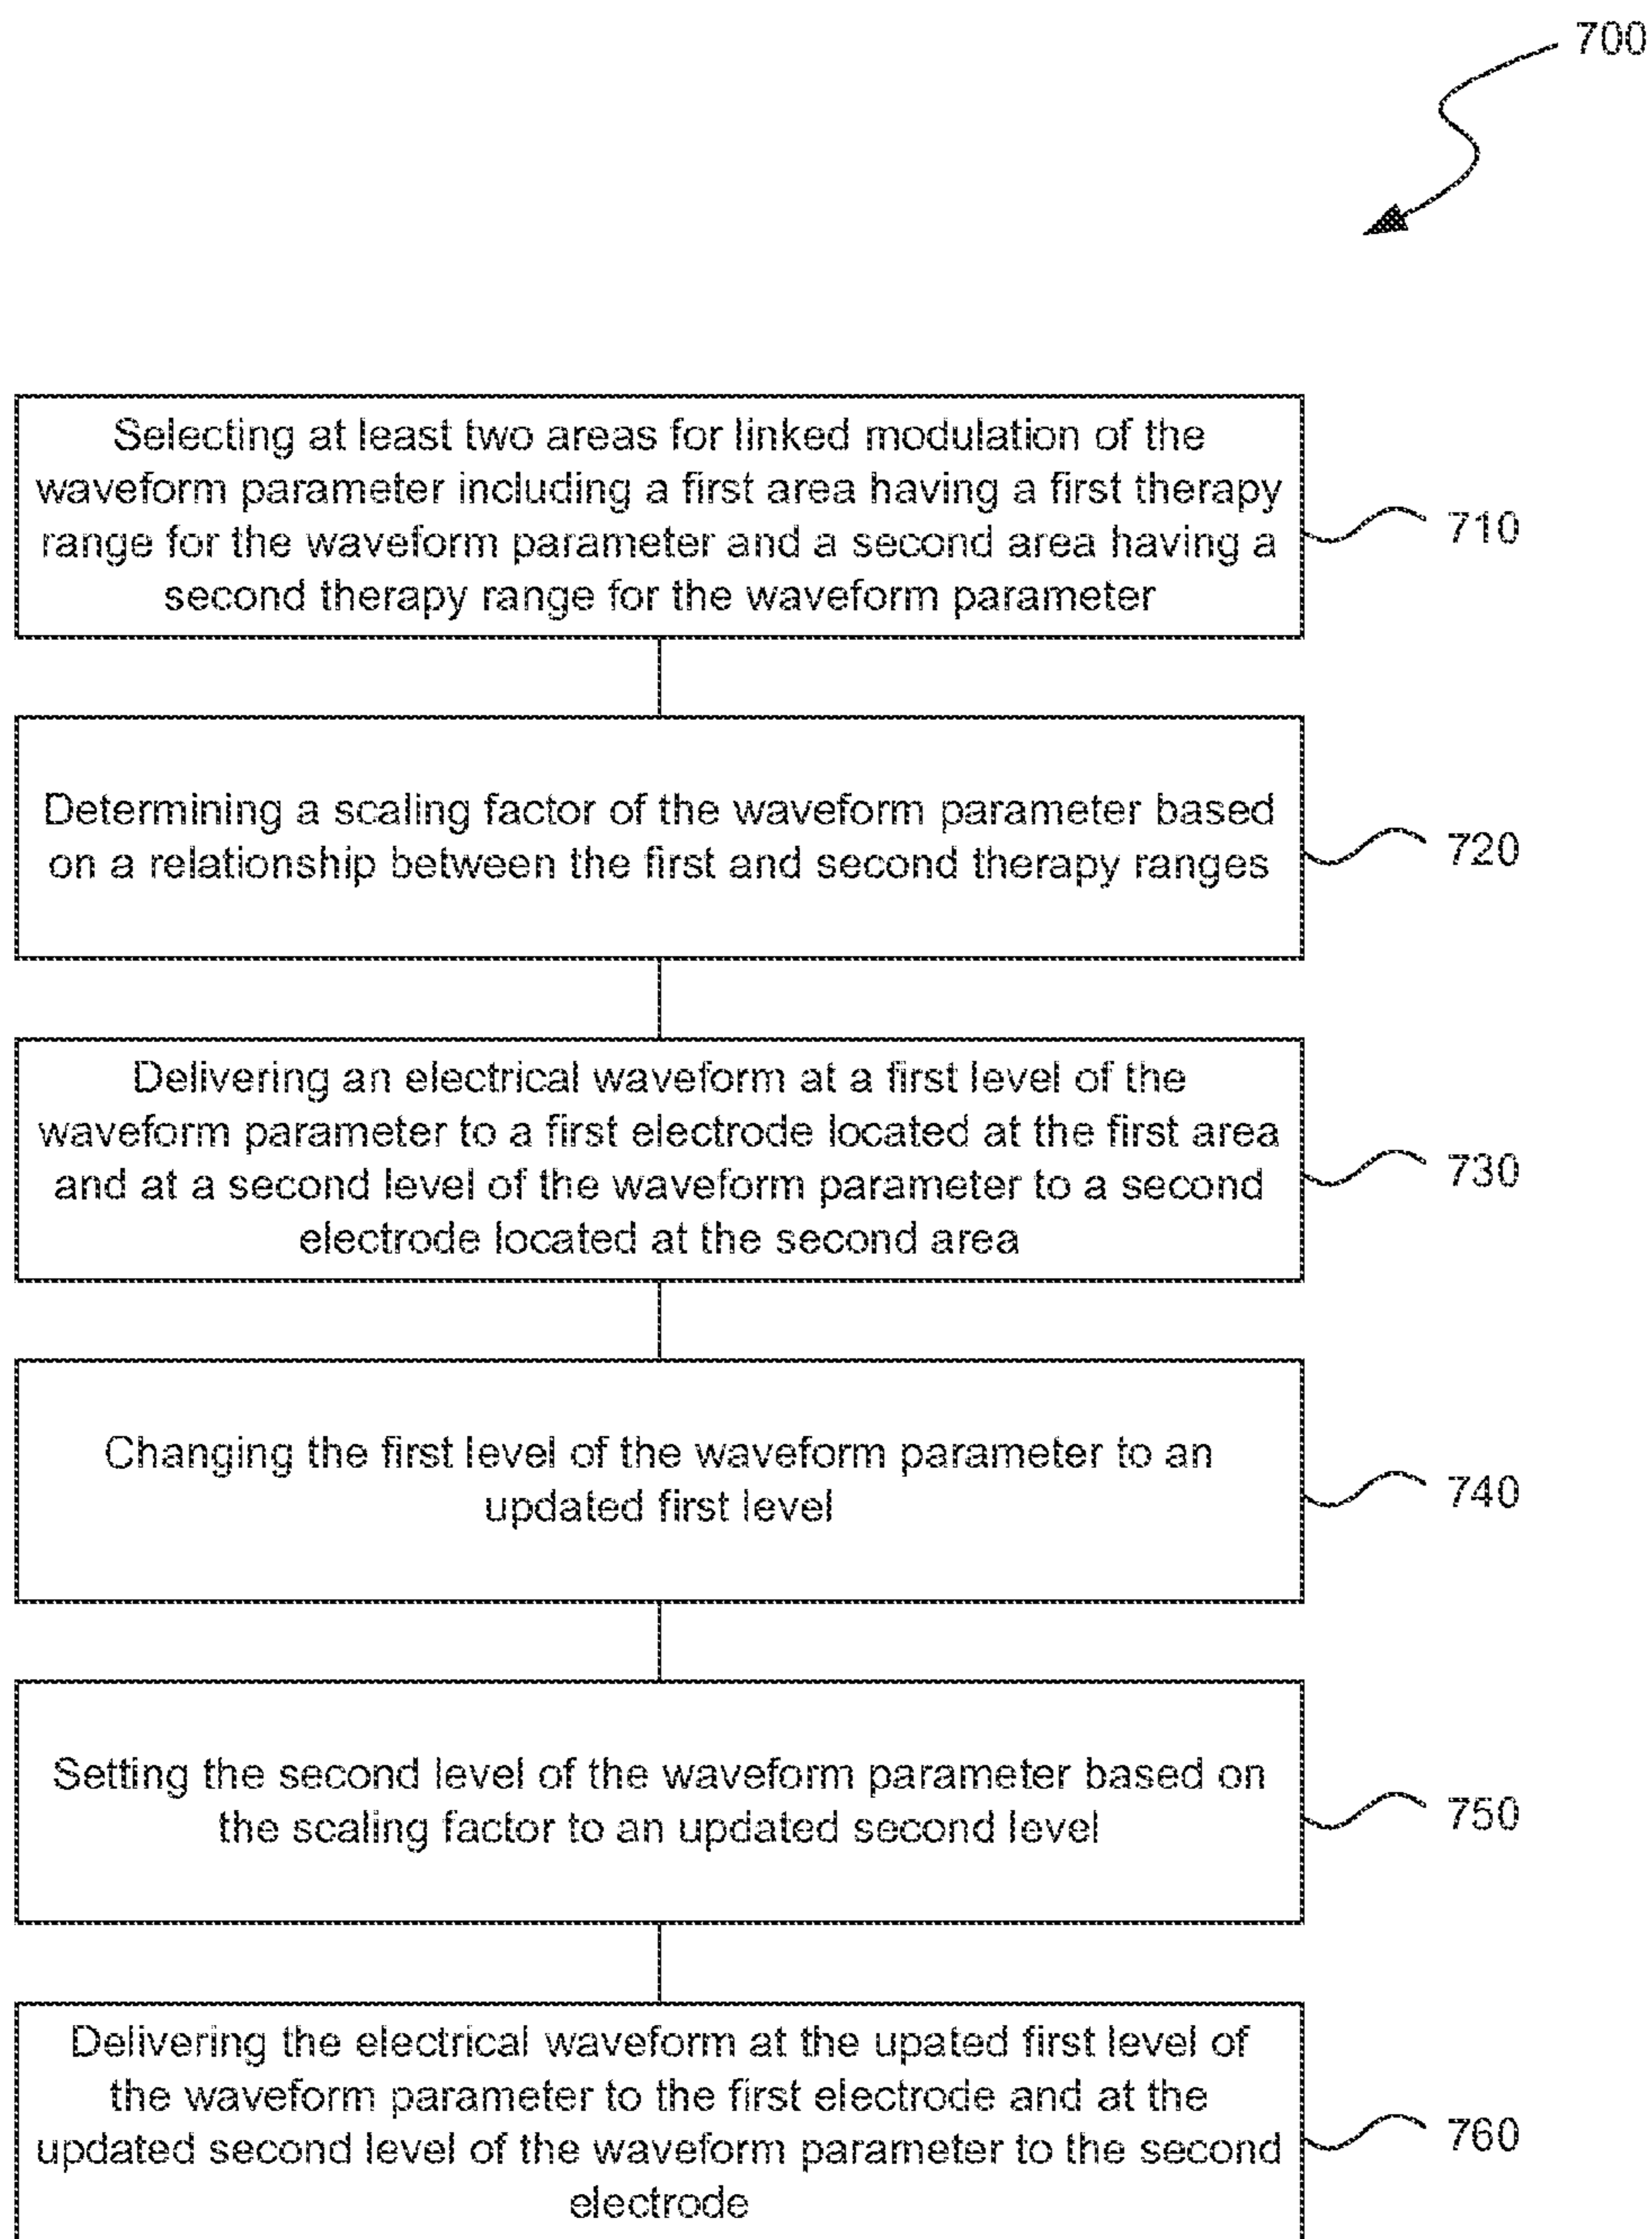 700
Selecting at least two areas for linked modulation of the
waveform parameter including a first area having a first therapy
range for the waveform parameter and a second area having a
second therapy range for the waveform parameter
710
Determining a scaling factor of the waveform parameter based
on a relationship between the first and second therapy ranges
720
Delivering an electrical waveform at a first level of the
waveform parameter to a first electrode located at the first area
and at a second level of the waveform parameter to a second
electrode located at the second area
730
Changing the first level of the waveform parameter to an
updated first level
740
Setting the second level of the waveform parameter based on
the scaling factor to an updated second level
750
Delivering the electrical waveform at the upated first level of
the waveform parameter to the first electrode and at the
updated second level of the waveform parameter to the second
electrode
760